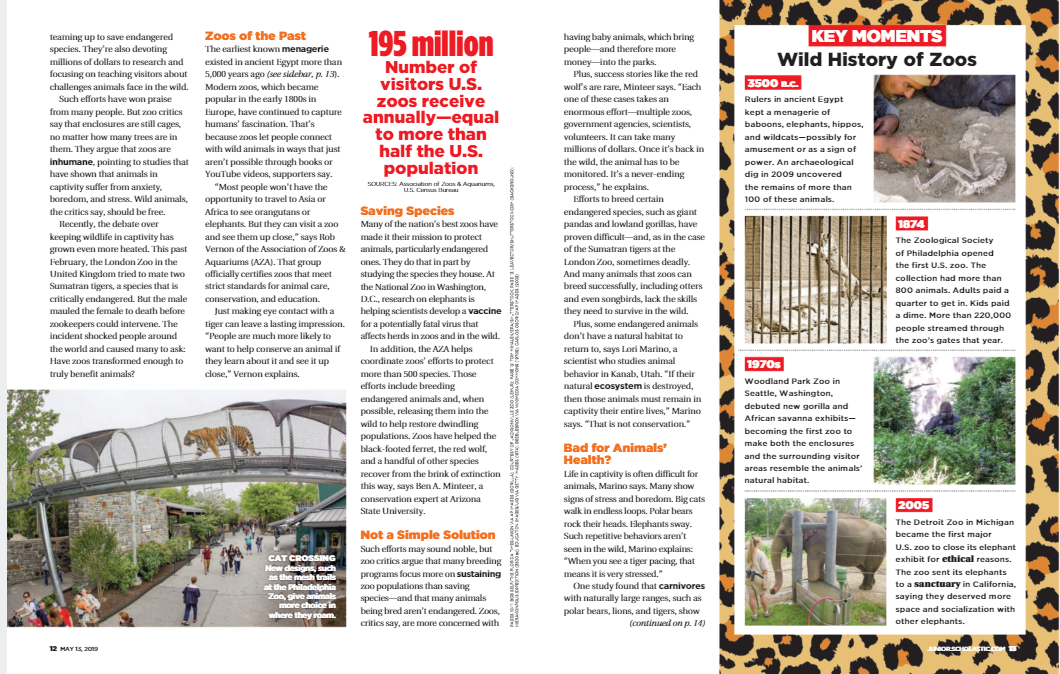 teaming up to save endangered
species. They're also devoting
millions of dollars to research and
focusing on teaching visitors about
challenges animals face in the wild.
Such efforts have won praise
from many people. But zoo critics
say that enclosures are still cages,
no matter how many trees are in
them. They argue that zoos are
inhumane, pointing to studies that
have shown that animals in
captivity suffer from anxiety,
boredom, and stress. Wild animals,
the critics say, should be free.
Recently, the debate over
keeping wildlife in captivity has
grown even more heated. This past
February, the London Zoo in the
United Kingdom tried to mate two
Sumatran tigers, a species that is
critically endangered. But the male
mauled the female to death before
zookeepers could intervene. The
incident shocked people around
the world and caused many to ask:
Have zoos transformed enough to
truly benefit animals?
Zoos of the Past
The earliest known menagerie
existed in ancient Egypt more than
5,000 years ago (see sidebar, p. 13).
Modern zoos, which became
popular in the early 1800s in
Europe, have continued to capture
humans' fascination. That's
because zoos let people connect
with wild animals in ways that just
aren't possible through books or
YouTube videos, supporters say.
"Most people won't have the
opportunity to travel to Asia or
Africa to see orangutans or
elephants. But they can visit a zoo
and see them up close," says Rob
Vernon of the Association of Zoos &
Aquariums (AZA). That group
officially certifies zoos that meet
strict standards for animal care,
conservation, and education.
Just making eye contact with a
tiger can leave a lasting impression.
"People are much more likely to
want to help conserve an animal if
they learn about it and see it up
close," Vernon explains.
CAT CROSSING
New designs, such
as the mesh trails
at the Philadelphia
Zoo, give animals
more choice in
where they roam.
195 million
Number of
visitors U.S.
zoos receive
annually—equal
to more than
half the U.S.
population
SOURCES: Association of Zoos & Aquariums,
U.S. Census Bureau
Saving Species
Many of the nation's best zoos have
made it their mission to protect
animals, particularly endangered
ones. They do that in part by
studying the species they house. At
the National Zoo in Washington,
D.C., research on elephants is
helping scientists develop a vaccine
for a potentially fatal virus that
affects herds in zoos and in the wild.
In addition, the AZA helps
coordinate zoos' efforts to protect
more than 500 species. Those
efforts include breeding
endangered animals and, when
possible, releasing them into the
wild to help restore dwindling
populations. Zoos have helped the
black-footed ferret, the red wolf,
and a handful of other species
recover from the brink of extinction
this way, says Ben A. Minteer, a
conservation expert at Arizona
State University.
Not a Simple Solution
Such efforts may sound noble, but
zoo critics argue that many breeding
programs focus more on sustaining
zoo populations than saving
species—and that many animals
being bred aren't endangered. Zoos,
critics say, are more concerned with
having baby animals, which bring
people—and therefore more
money—into the parks.
Plus, success stories like the red
wolf's are rare, Minteer says. "Each
one of these cases takes an
enormous effort—multiple zoos,
government agencies, scientists,
volunteers. It can take many
millions of dollars. Once it's back in
the wild, the animal has to be
monitored. It's a never-ending
process," he explains.
Efforts to breed certain
endangered species, such as giant
pandas and lowland gorillas, have
proven difficult—and, as in the case
of the Sumatran tigers at the
London Zoo, sometimes deadly.
And many animals that zoos can
breed successfully, including otters
and even songbirds, lack the skills
they need to survive in the wild.
Plus, some endangered animals
don't have a natural habitat to
return to, says Lori Marino, a
scientist who studies animal
behavior in Kanab, Utah. "If their
natural ecosystem is destroyed,
then those animals must remain in
captivity their entire lives," Marino
says. "That is not conservation."
Bad for Animals'
Health?
Life in captivity is often difficult for
animals, Marino says. Many show
signs of stress and boredom. Big cats
walk in endless loops. Polar bears
rock their heads. Elephants sway.
Such repetitive behaviors aren't
seen in the wild, Marino explains:
"When you see a tiger pacing, that
means it is very stressed."
One study found that carnivores
with naturally large ranges, such as
polar bears, lions, and tigers, show
(continued on p. 14)
KEY MOMENTS
Wild History of Zoos
3500 B.C.
Rulers in ancient Egypt
kept a menagerie of
baboons, elephants, hippos,
and wildcats—possibly for
amusement or as a sign of
power. An archaeological
dig in 2009 uncovered
the remains of more than
100 of these animals.
1874
The Zoological Society
of Philadelphia opened
the first U.S. zoo. The
collection had more than
800 animals. Adults paid a
quarter to get in. Kids paid
a dime. More than 220,000
people streamed through
the zoo's gates that year.
1970s
Woodland Park Zoo in
Seattle, Washington,
debuted new gorilla and
African savanna exhibits—
becoming the first zoo to
make both the enclosures
and the surrounding visitor
areas resemble the animals'
natural habitat.
2005
The Detroit Zoo in Michigan
became the first major
U.S. zoo to close its elephant
exhibit for ethical reasons.
The zoo sent its elephants
to a sanctuary in California,
saying they deserved more
space and socialization with
other elephants.
12 MAY 13, 2019
JUNIOR.SCHOLASTIC.COM 13